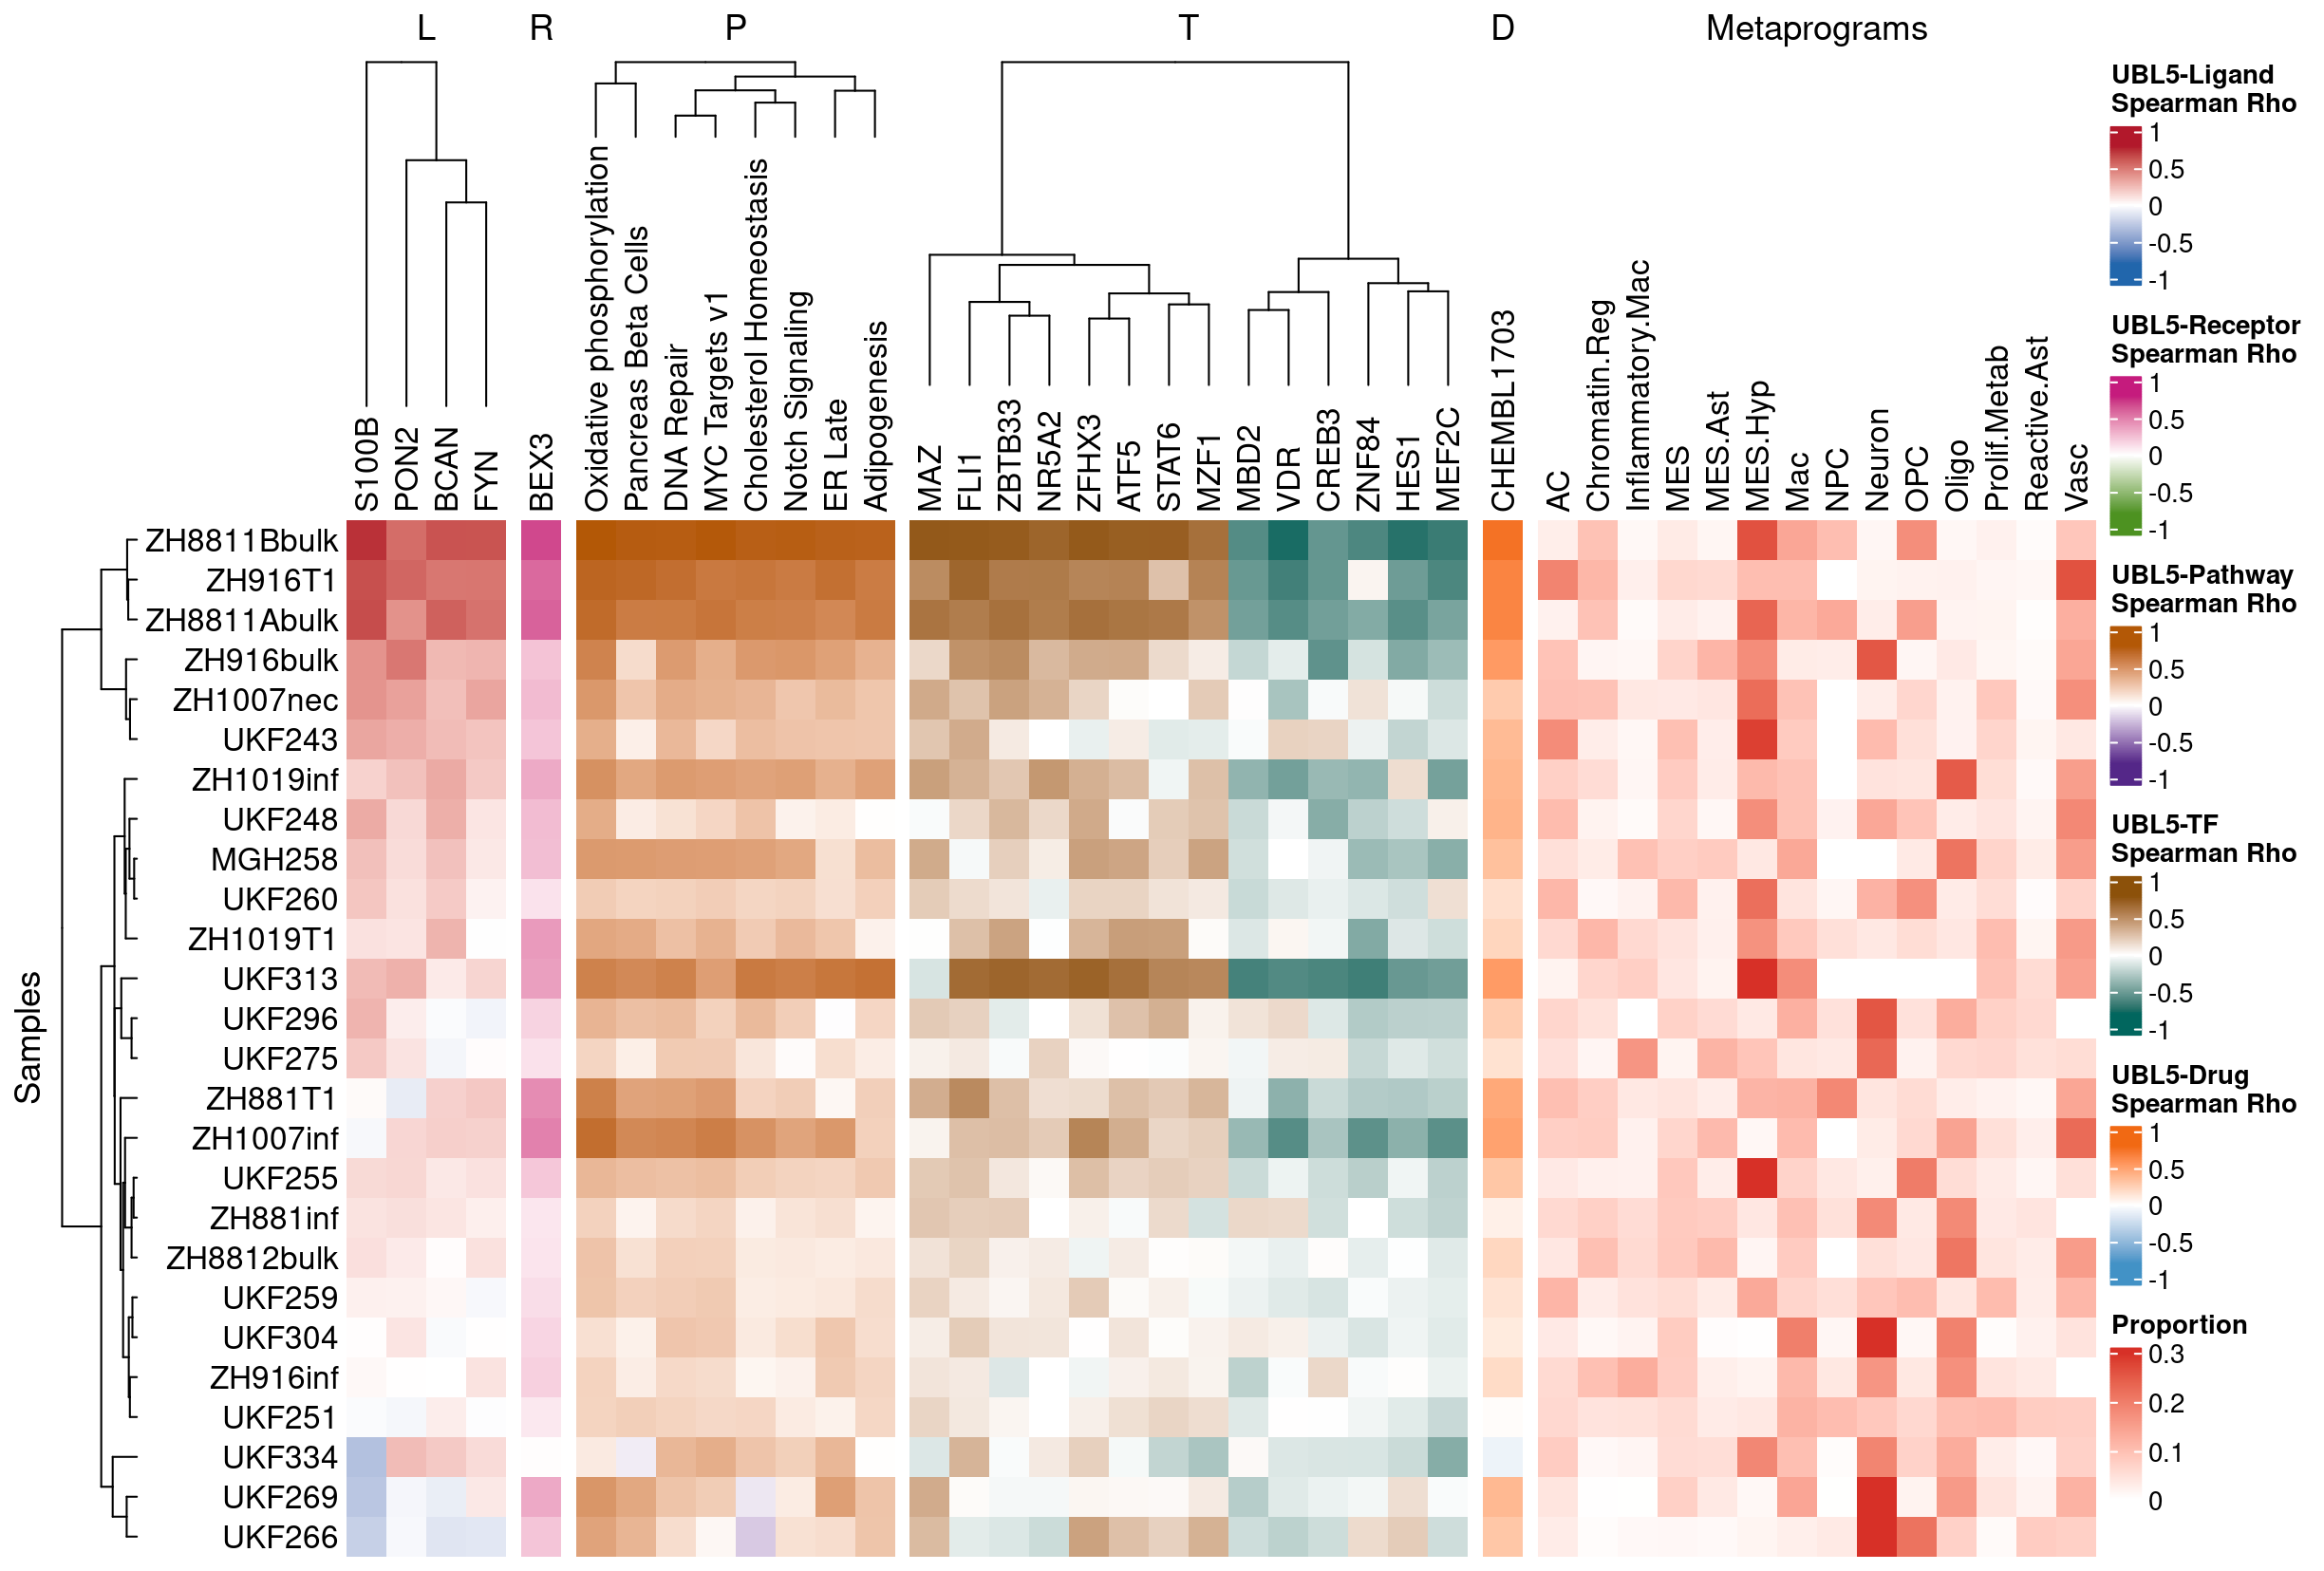 L R P T D Metaprograms
S100B
PON2
BCAN
FYN
BEX3
Oxidative phosphorylation
Pancreas Beta Cells
DNA Repair
MYC Targets v1
Cholesterol Homeostasis
Notch Signaling
ER Late
Adipogenesis
MAZ
FLI1
ZBTB33
NR5A2
ZFHX3
ATF5
STAT6
MZF1
MBD2
VDR
CREB3
ZNF84
HES1
MEF2C
CHEMBL1703
AC
Chromatin.Reg
Inflammatory.Mac
MES
MES.Ast
MES.Hyp
Mac
NPC
Neuron
OPC
Oligo
Prolif.Metab
Reactive.Ast
Vasc
Samples
ZH8811Bbulk
ZH916T1
ZH8811Abulk
ZH916bulk
ZH1007nec
UKF243
ZH1019inf
UKF248
MGH258
UKF260
ZH1019T1
UKF313
UKF296
UKF275
ZH881T1
ZH1007inf
UKF255
ZH881inf
ZH8812bulk
UKF259
UKF304
ZH916inf
UKF251
UKF334
UKF269
UKF266
UBL5-Ligand
Spearman Rho
1
0.5
0
-0.5
-1
UBL5-Receptor
Spearman Rho
1
0.5
0
-0.5
-1
UBL5-Pathway
Spearman Rho
1
0.5
0
-0.5
-1
UBL5-TF
Spearman Rho
1
0.5
0
-0.5
-1
UBL5-Drug
Spearman Rho
1
0.5
0
-0.5
-1
Proportion
0.3
0.2
0.1
0